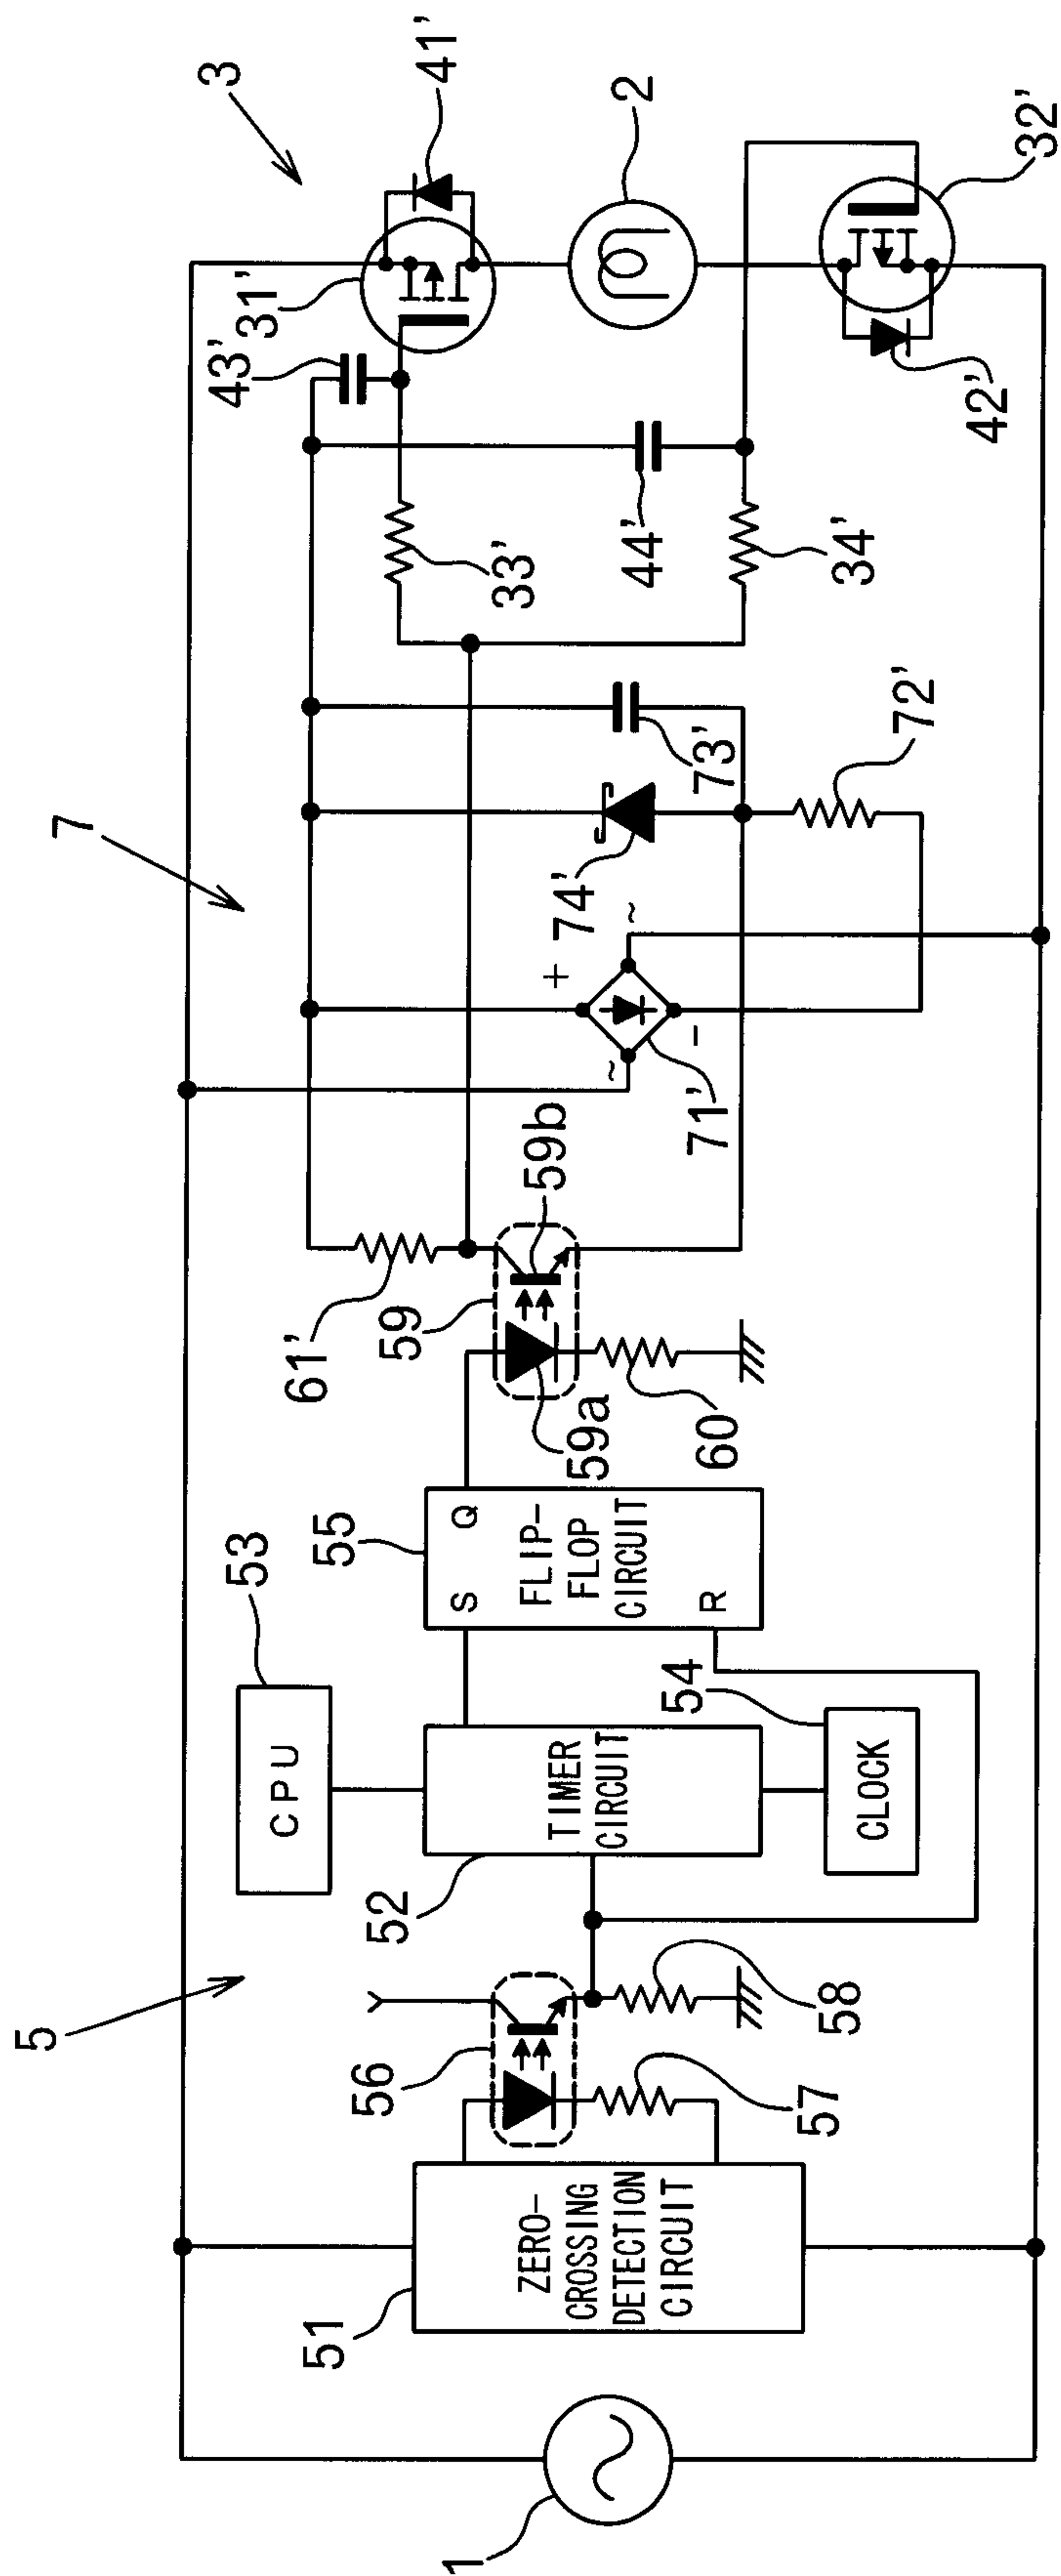 3
41'
31'
43'
2
32'
42'
33'
44'
34'
7
73'
72'
74'
+
~
~
-
71'
61'
59
59b
59a
60
53
CPU
55
S
Q
R
FLIP-
FLOP
CIRCUIT
52
TIMER
CIRCUIT
54
CLOCK
5
56
58
57
51
ZERO-
CROSSING
DETECTION
CIRCUIT
1